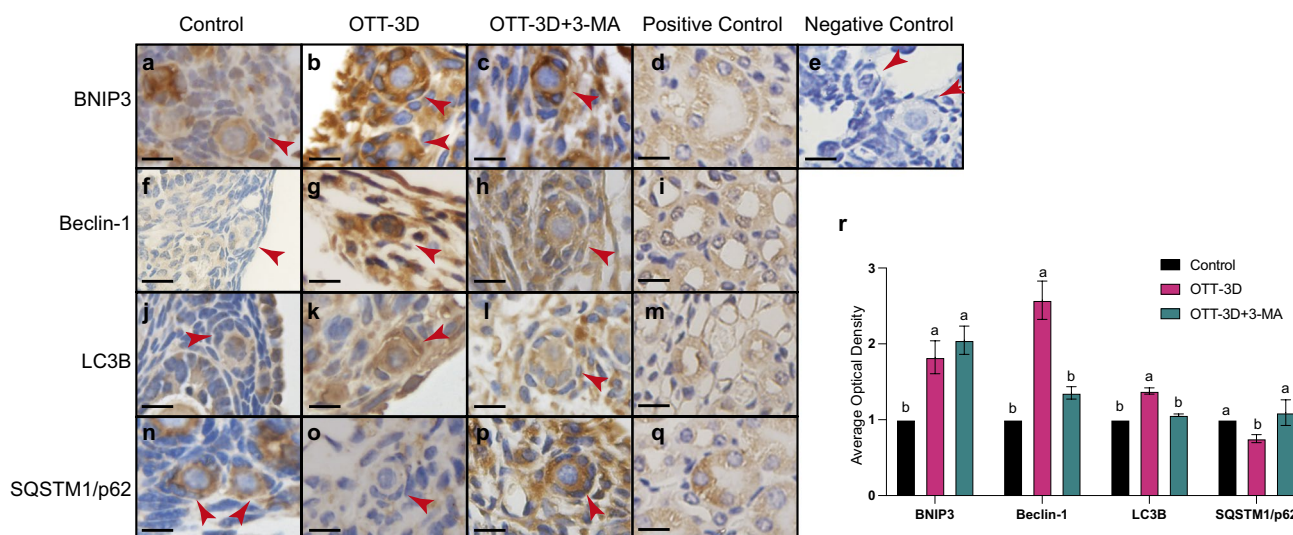 Control OTT-3D OTT-3D+3-MA Positive Control Negative Control
BNIP3 a b c d e
Beclin-1 f g h i
LC3B j k l m
SQSTM1/p62 n o p q
r
Control
OTT-3D
OTT-3D+3-MA
Average Optical Density
3
2
1
0
b a a
b a b
b a b
a b a
BNIP3 Beclin-1 LC3B SQSTM1/p62